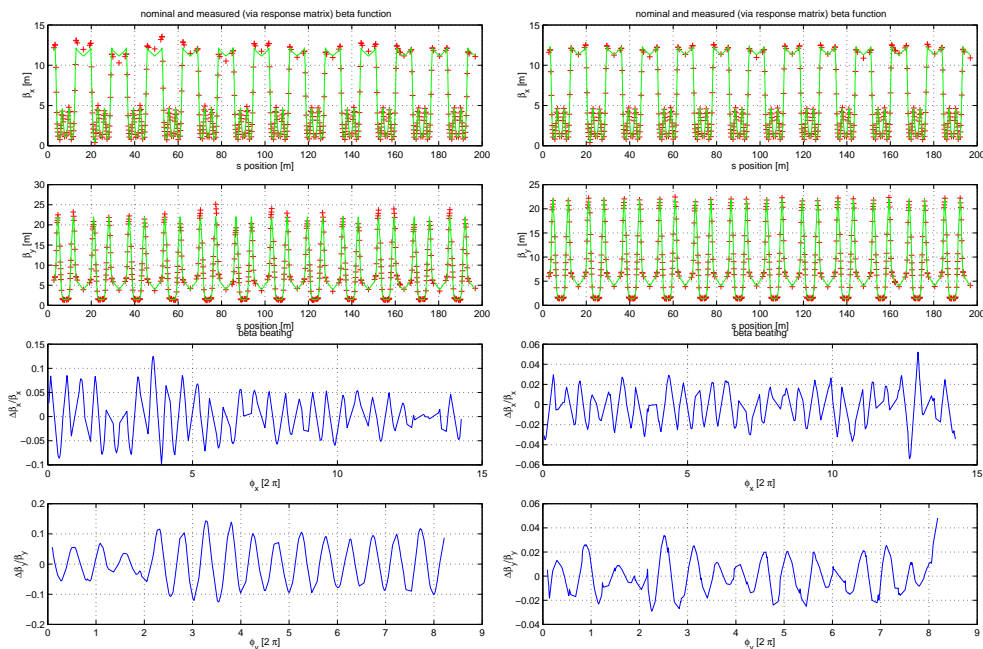 nominal and measured (via response matrix) beta function
15
10
5
0
β_x [m]
0 20 40 60 80 100 120 140 160 180 200
s position [m]
30
25
20
15
10
5
0
β_y [m]
0 20 40 60 80 100 120 140 160 180 200
s position [m]
beta beating
0.15
0.1
0.05
0
−0.05
−0.1
Δβ_x/β_x
0 5 10 15
ϕ_x [2 π]
0.2
0.1
0
−0.1
−0.2
Δβ_y/β_y
0 1 2 3 4 5 6 7 8 9
ϕ_y [2 π]
nominal and measured (via response matrix) beta function
15
10
5
0
β_x [m]
0 20 40 60 80 100 120 140 160 180 200
s position [m]
25
20
15
10
5
0
β_y [m]
0 20 40 60 80 100 120 140 160 180 200
s position [m]
beta beating
0.06
0.04
0.02
0
−0.02
−0.04
−0.06
Δβ_x/β_x
0 5 10 15
ϕ_x [2 π]
0.06
0.04
0.02
0
−0.02
−0.04
Δβ_y/β_y
0 1 2 3 4 5 6 7 8 9
ϕ_y [2 π]